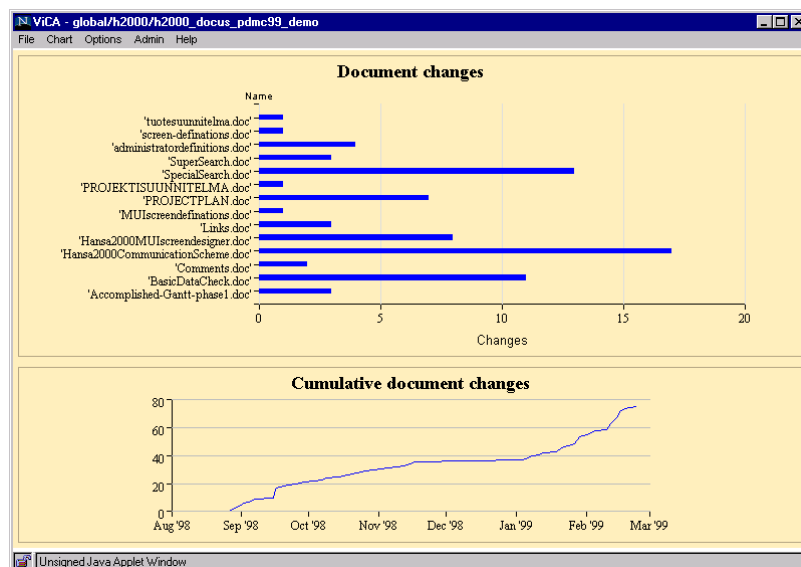 ViCA - global/h2000/h2000_docus_pdmc99_demo
File Chart Options Admin Help
Document changes
Name
'tuotesuunnitelma.doc'
'screen-definations.doc'
'administratordefinitions.doc'
'SuperSearch.doc'
'SpecialSearch.doc'
'PROJEKTISUUNNITELMA.doc'
'PROJECTPLAN.doc'
'MUIscreendefinations.doc'
'Links.doc'
'Hansa2000MUIscreendesigner.doc'
'Hansa2000CommunicationScheme.doc'
'Comments.doc'
'BasicDataCheck.doc'
'Accomplished-Gantt-phase1.doc'
0 5 10 15 20
Changes
Cumulative document changes
80
60
40
20
0
Aug '98 Sep '98 Oct '98 Nov '98 Dec '98 Jan '99 Feb '99 Mar '99
Unsigned Java Applet Window